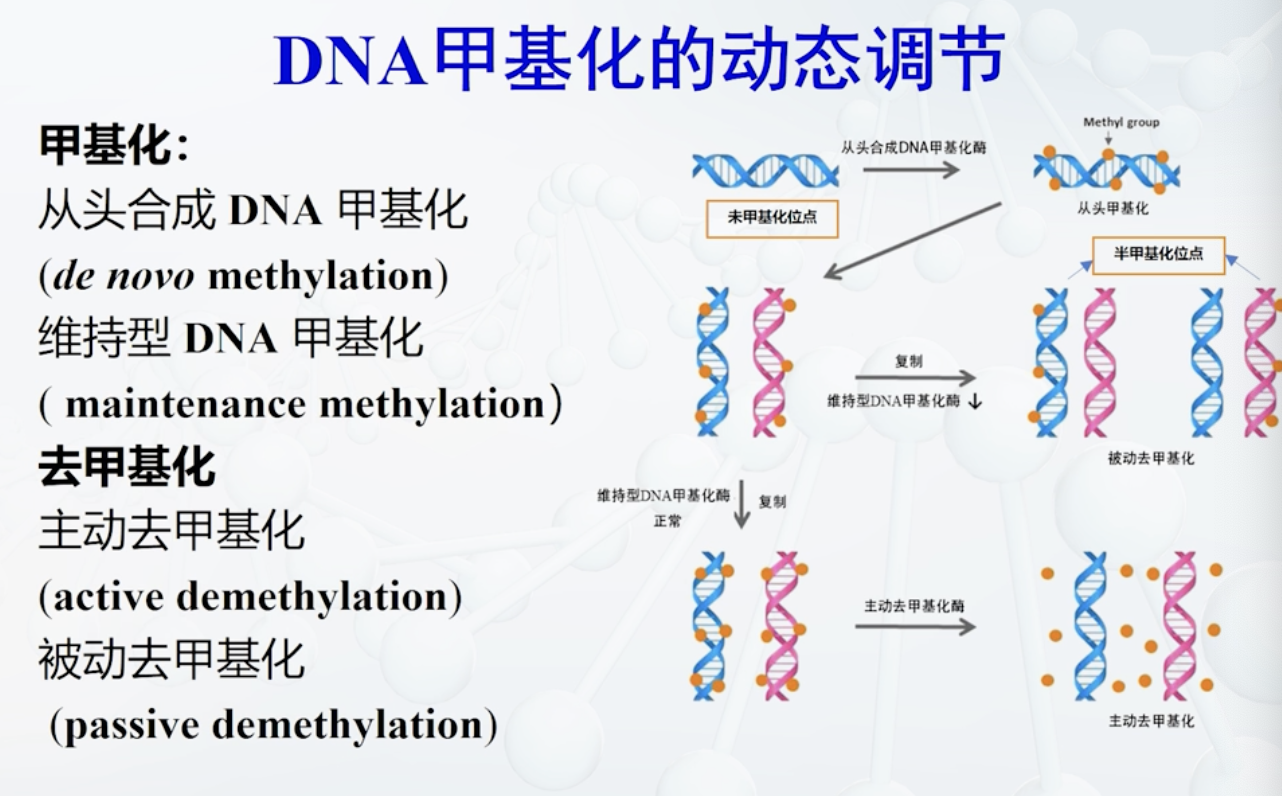 DNA甲基化的动态调节
甲基化：
从头合成 DNA 甲基化
(de novo methylation)
维持型 DNA 甲基化
( maintenance methylation）
去甲基化
主动去甲基化
(active demethylation)
被动去甲基化
(passive demethylation)
从头合成DNA甲基化酶
Methyl group
未甲基化位点
从头甲基化
半甲基化位点
复制
维持型DNA甲基化酶 ↓
被动去甲基化
维持型DNA甲基化酶
正常
复制
主动去甲基化酶
主动去甲基化